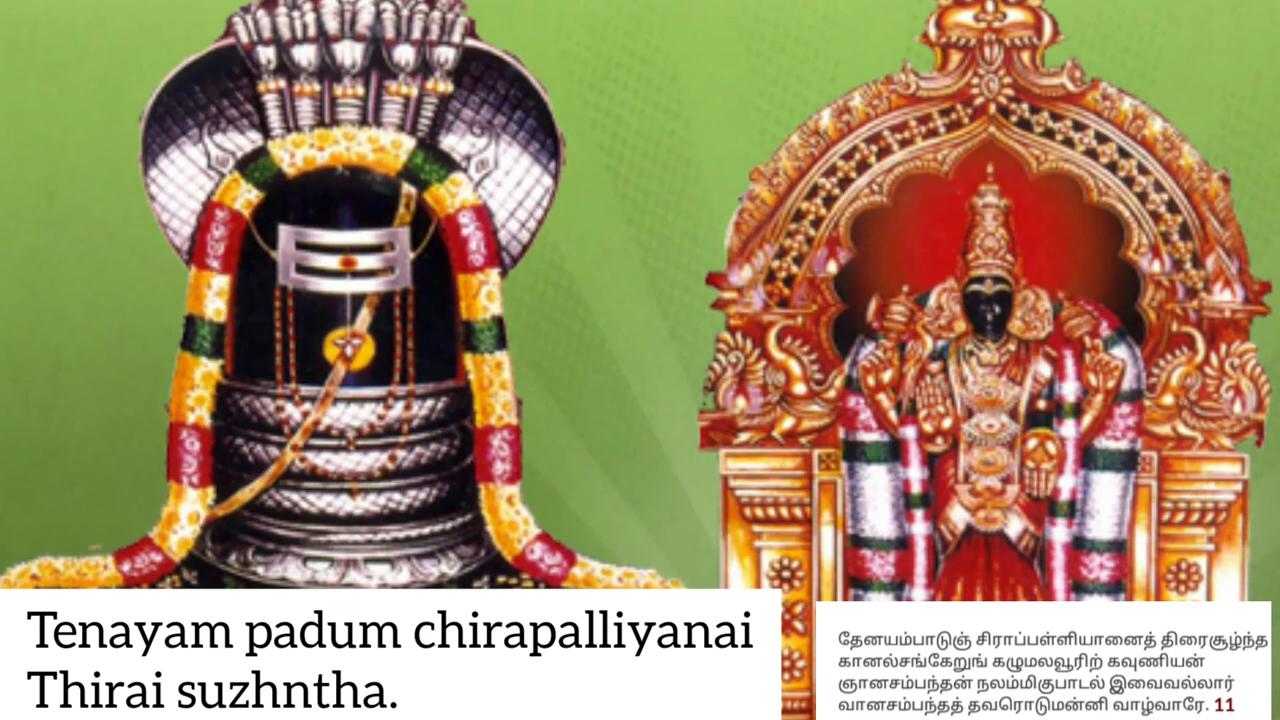 Tenayam padum chirapalliyanai
Thirai suzhntha.
தேனயம்பாடுஞ் சிராப்பள்ளியானைத் திரைசூழ்ந்த
கானல்சங்கேறுங் கழுமலவூரிற் கவுணியன்
ஞானசம்பந்தன் நலம்மிகுபாடல் இவைவல்லார்
வானசம்பந்தத் தவரொடுமன்னி வாழ்வாரே. 11